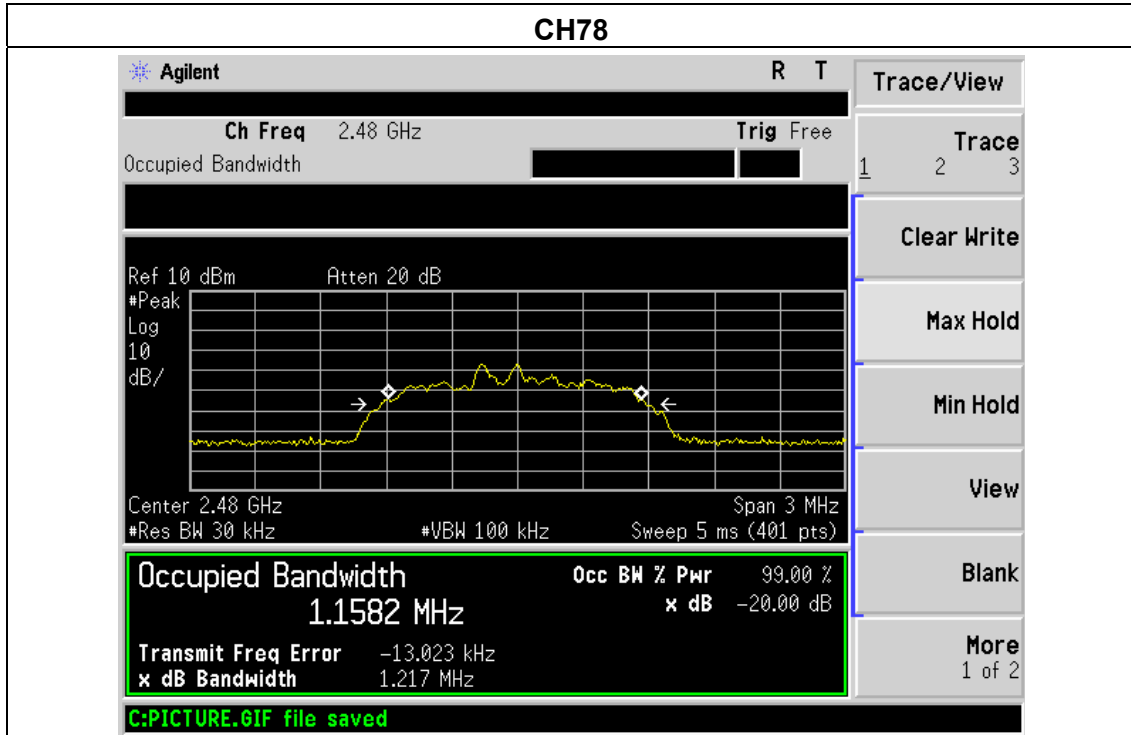 CH78
Agilent
R T
Trace/View
Ch Freq 2.48 GHz
Trig Free
Occupied Bandwidth
Trace
1 2 3
Clear Write
Ref 10 dBm Atten 20 dB
#Peak
Log
10
dB/
Max Hold
Min Hold
View
Center 2.48 GHz Span 3 MHz
#Res BW 30 kHz #VBW 100 kHz Sweep 5 ms (401 pts)
Occupied Bandwidth
1.1582 MHz
Occ BW % Pwr 99.00 %
x dB -20.00 dB
Blank
Transmit Freq Error -13.023 kHz
x dB Bandwidth 1.217 MHz
More
1 of 2
C:PICTURE.GIF file saved